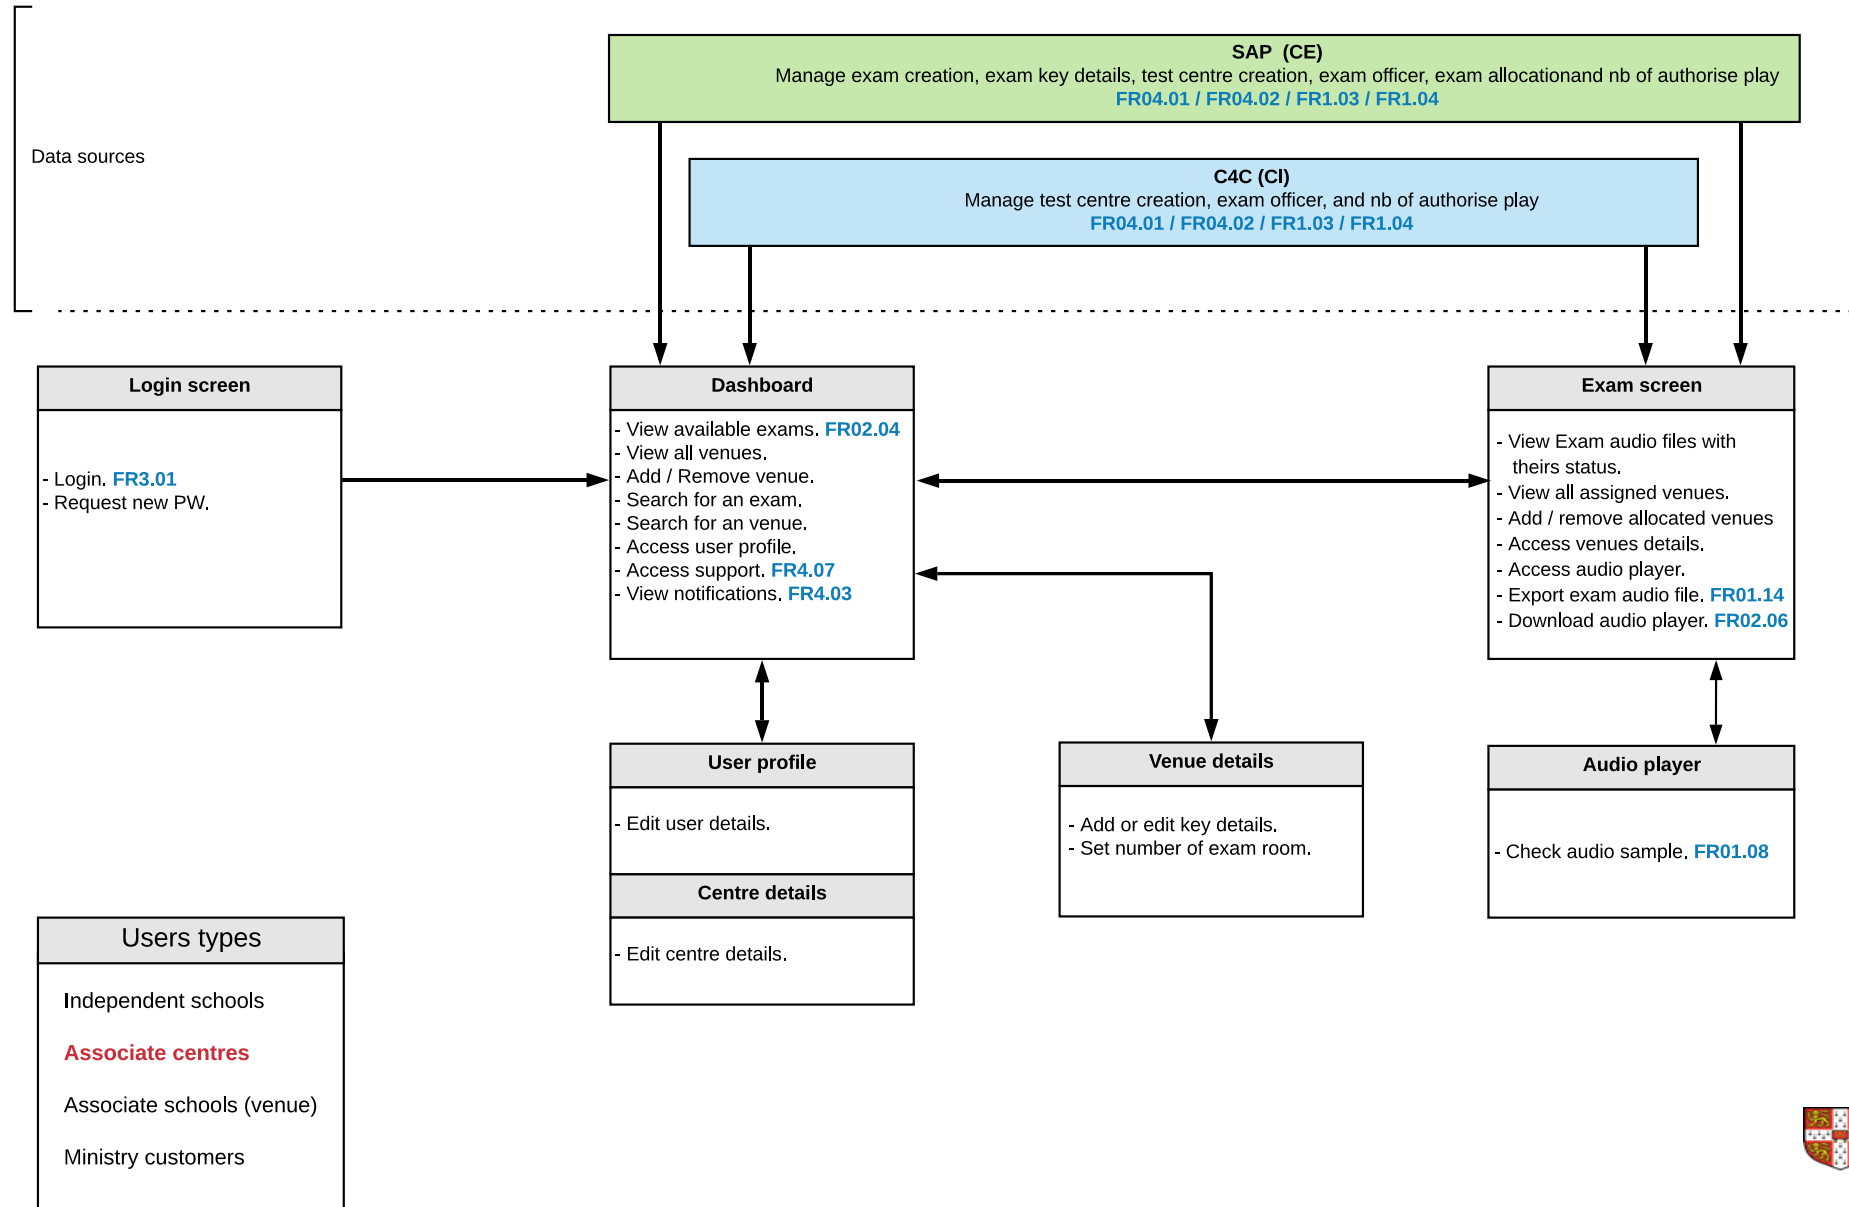 SAP  (CE)
Manage exam creation, exam key details, test centre creation, exam officer, exam allocationand nb of authorise play
FR04.01 / FR04.02 / FR1.03 / FR1.04
Data sources
C4C (CI)
Manage test centre creation, exam officer, and nb of authorise play
FR04.01 / FR04.02 / FR1.03 / FR1.04
Login screen
- Login. FR3.01
- Request new PW.
Dashboard
- View available exams. FR02.04
- View all venues.
- Add / Remove venue.
- Search for an exam.
- Search for an venue.
- Access user profile.
- Access support. FR4.07
- View notifications. FR4.03
Exam screen
- View Exam audio files with
theirs status.
- View all assigned venues.
- Add / remove allocated venues
- Access venues details.
- Access audio player.
- Export exam audio file. FR01.14
- Download audio player. FR02.06
User profile
- Edit user details.
Centre details
- Edit centre details.
Venue details
- Add or edit key details.
- Set number of exam room.
Audio player
- Check audio sample. FR01.08
Users types
Independent schools
Associate centres
Associate schools (venue)
Ministry customers